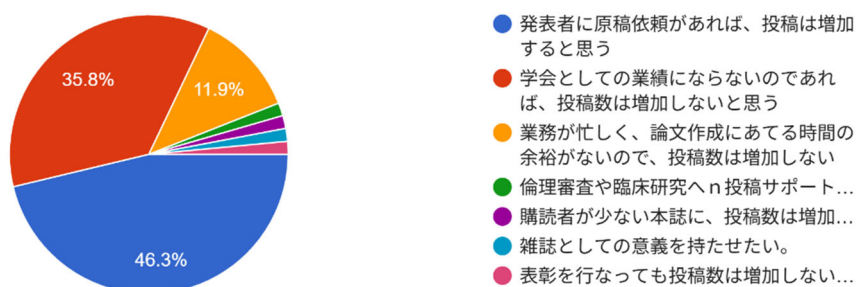 35.8%
11.9%
46.3%
発表者に原稿依頼があれば、投稿は増加
すると思う
学会としての業績にならないのであれ
ば、投稿数は増加しないと思う
業務が忙しく、論文作成にあてる時間の
余裕がないので、投稿数は増加しない
倫理審査や臨床研究へｎ投稿サポート…
購読者が少ない本誌に、投稿数は増加…
雑誌としての意義を持たせたい。
表彰を行なっても投稿数は増加しない…